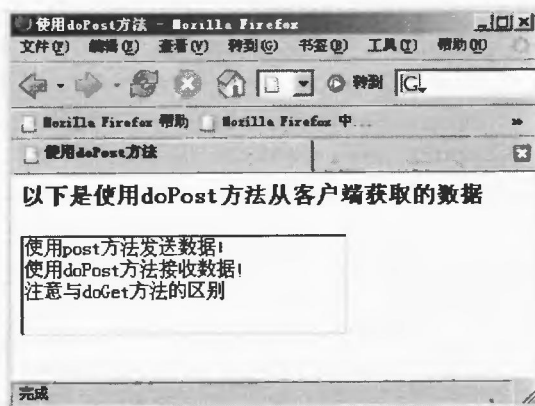 使用doPost方法 - Mozilla Firefox
文件(F) 编辑(E) 查看(V) 转到(G) 书签(B) 工具(T) 帮助(H)
转到 G
Mozilla Firefox 帮助 Mozilla Firefox 中...
使用doPost方法
以下是使用doPost方法从客户端获取的数据
使用post方法发送数据!
使用doPost方法接收数据!
注意与doGet方法的区别
完成